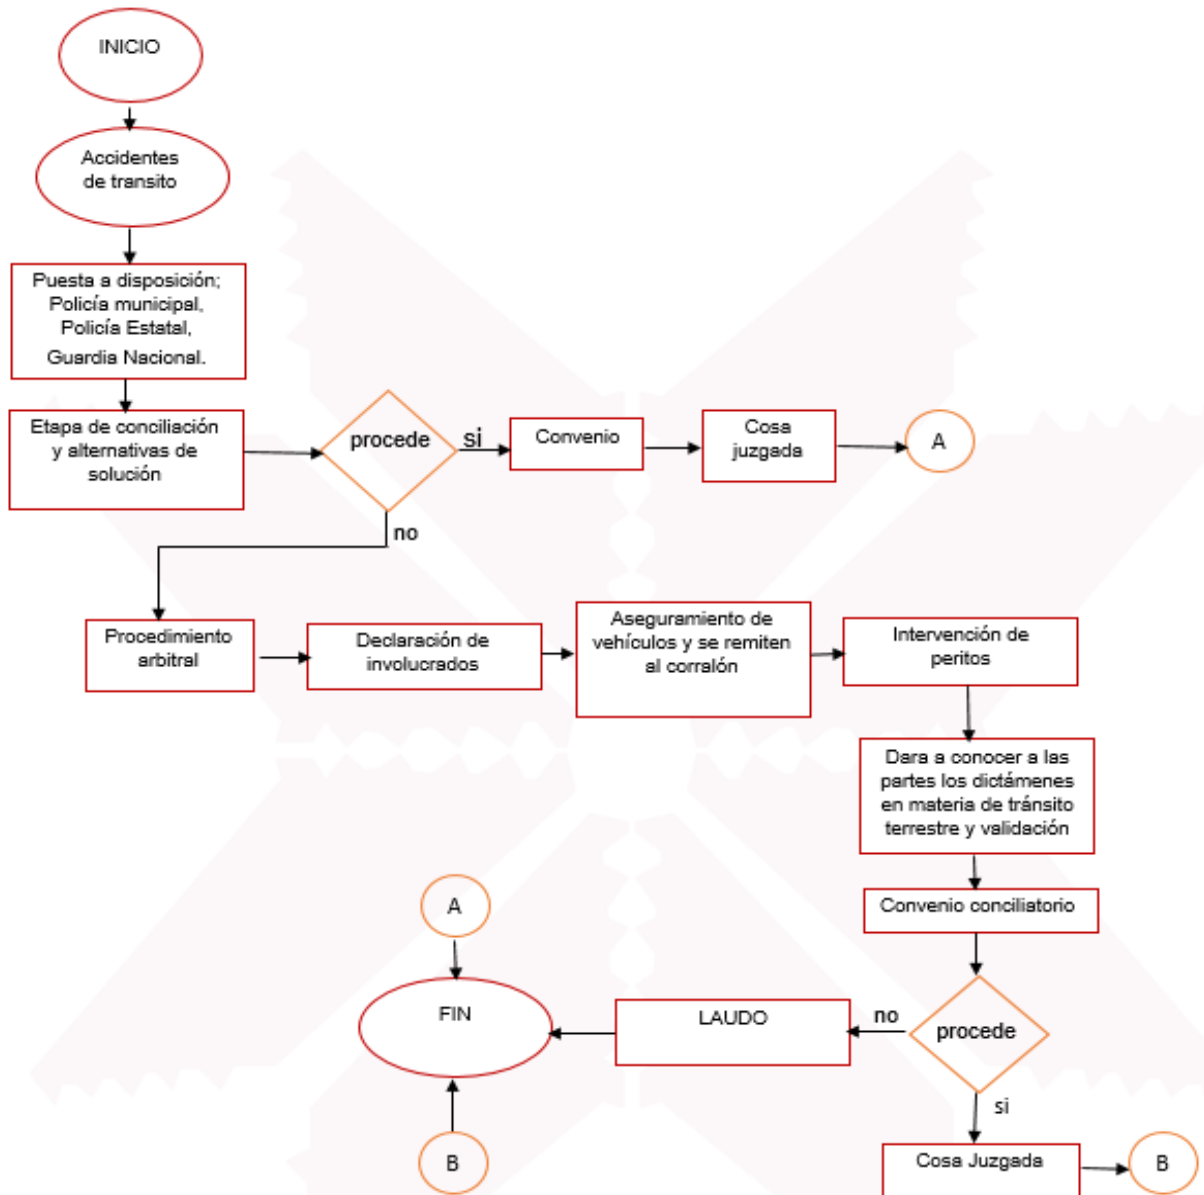 INICIO
Accidentes
de transito
Puesta a disposición;
Policía municipal,
Policía Estatal,
Guardia Nacional.
Etapa de conciliación
y alternativas de
solución
procede
si
Convenio
Cosa
juzgada
A
no
Procedimiento
arbitral
Declaración de
involucrados
Aseguramiento de
vehículos y se remiten
al corralón
Intervención de
peritos
Dara a conocer a las
partes los dictámenes
en materia de tránsito
terrestre y validación
Convenio conciliatorio
procede
no
LAUDO
FIN
A
B
si
Cosa Juzgada
B